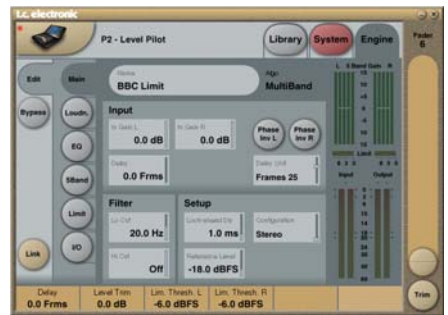 t.c. electronic
P2 - Level Pilot
Library
System
Engine
Fader
6
Edit
Bypass
Link
Main
Loudn.
EQ
5Band
Limit
I/O
Name
BBC Limit
Algo
MultiBand
Input
In Gain L
0.0 dB
In Gain R
0.0 dB
Phase
Inv L
Phase
Inv R
Delay
0.0 Frms
Delay Unit
Frames 25
Filter
Lo Cut
20.0 Hz
Hi Cut
Off
Setup
1.0 ms
Configuration
Stereo
Reference Level
-18.0 dBFS
L 5 Band Gain R
Limit
Input
Output
Delay
0.0 Frms
Level Trim
0.0 dB
Lim. Thresh. L
-6.0 dBFS
Lim. Thresh. R
-6.0 dBFS
Trim